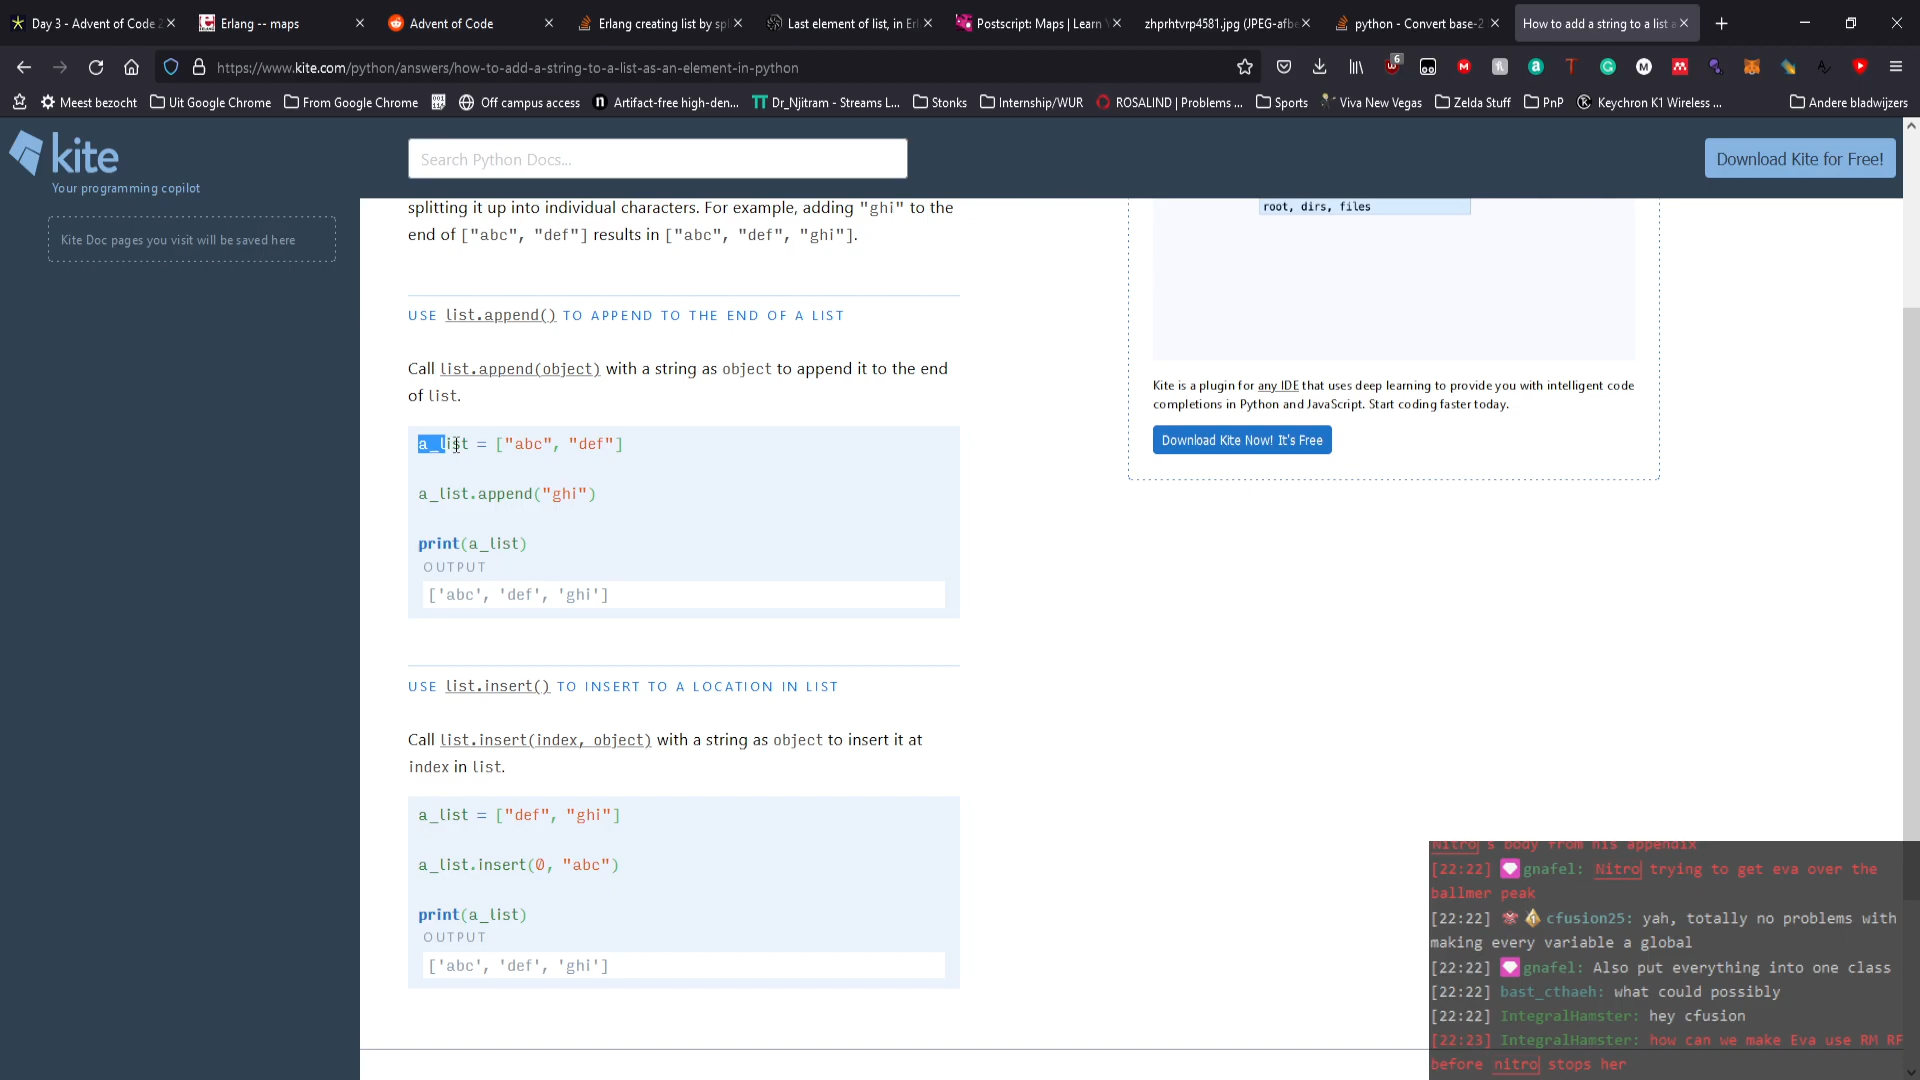 Day 3 - Advent of Code 2
Erlang -- maps
Advent of Code
Erlang creating list by sp
Last element of list, in Er
Postscript: Maps | Learn
zhprhtvrp4581.jpg (JPEG-afbe
python - Convert base-2
How to add a string to a list a
https://www.kite.com/python/answers/how-to-add-a-string-to-a-list-as-an-element-in-python
6
Meest bezocht
Uit Google Chrome
From Google Chrome
Off campus access
Artifact-free high-den...
Dr_Njitram - Streams L...
Stonks
Internship/WUR
ROSALIND | Problems ...
Sports
Viva New Vegas
Zelda Stuff
PnP
Keychron K1 Wireless ...
Andere bladwijzers
kite
Your programming copilot
Search Python Docs...
Download Kite for Free!
Kite Doc pages you visit will be saved here
splitting it up into individual characters. For example, adding "ghi" to the
end of ["abc", "def"] results in ["abc", "def", "ghi"].
USE list.append() TO APPEND TO THE END OF A LIST
Call list.append(object) with a string as object to append it to the end
of list.
a_list = ["abc", "def"]
a_list.append("ghi")
print(a_list)
OUTPUT
['abc', 'def', 'ghi']
USE list.insert() TO INSERT TO A LOCATION IN LIST
Call list.insert(index, object) with a string as object to insert it at
index in list.
a_list = ["def", "ghi"]
a_list.insert(0, "abc")
print(a_list)
OUTPUT
['abc', 'def', 'ghi']
root, dirs, files
Kite is a plugin for any IDE that uses deep learning to provide you with intelligent code
completions in Python and JavaScript. Start coding faster today.
Download Kite Now! It's Free
Nitro s body from his appendix
[22:22] gnafel: Nitro trying to get eva over the
ballmer peak
[22:22] cfusion25: yah, totally no problems with
making every variable a global
[22:22] gnafel: Also put everything into one class
[22:22] bast_cthaeh: what could possibly
[22:22] IntegralHamster: hey cfusion
[22:23] IntegralHamster: how can we make Eva use RM RF
before nitro stops her